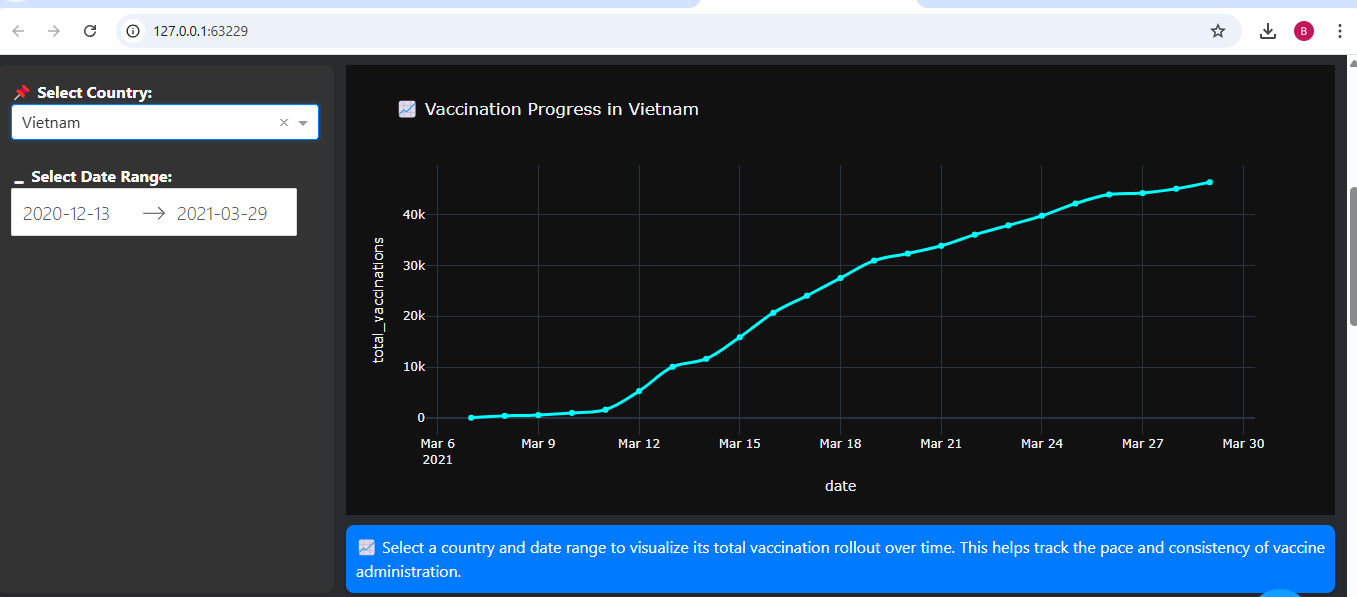 127.0.0.1:63229
B
📌 Select Country:
Vietnam
Select Date Range:
2020-12-13 → 2021-03-29
📈 Vaccination Progress in Vietnam
total_vaccinations
40k
30k
20k
10k
0
Mar 6 Mar 9 Mar 12 Mar 15 Mar 18 Mar 21 Mar 24 Mar 27 Mar 30
2021
date
📈 Select a country and date range to visualize its total vaccination rollout over time. This helps track the pace and consistency of vaccine
administration.